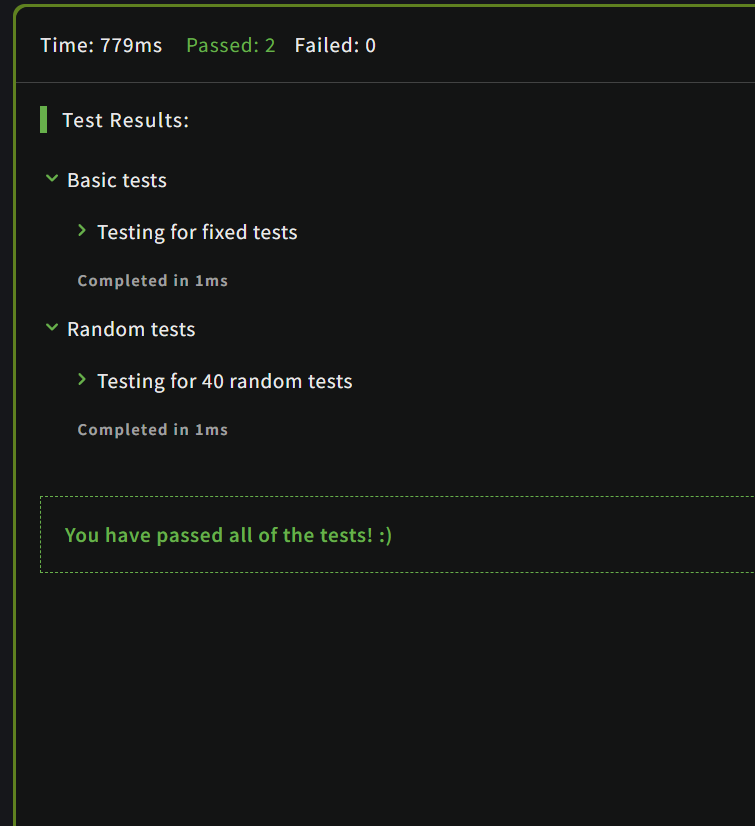 Time: 779ms Passed: 2 Failed: 0
Test Results:
Basic tests
Testing for fixed tests
Completed in 1ms
Random tests
Testing for 40 random tests
Completed in 1ms
You have passed all of the tests! :)